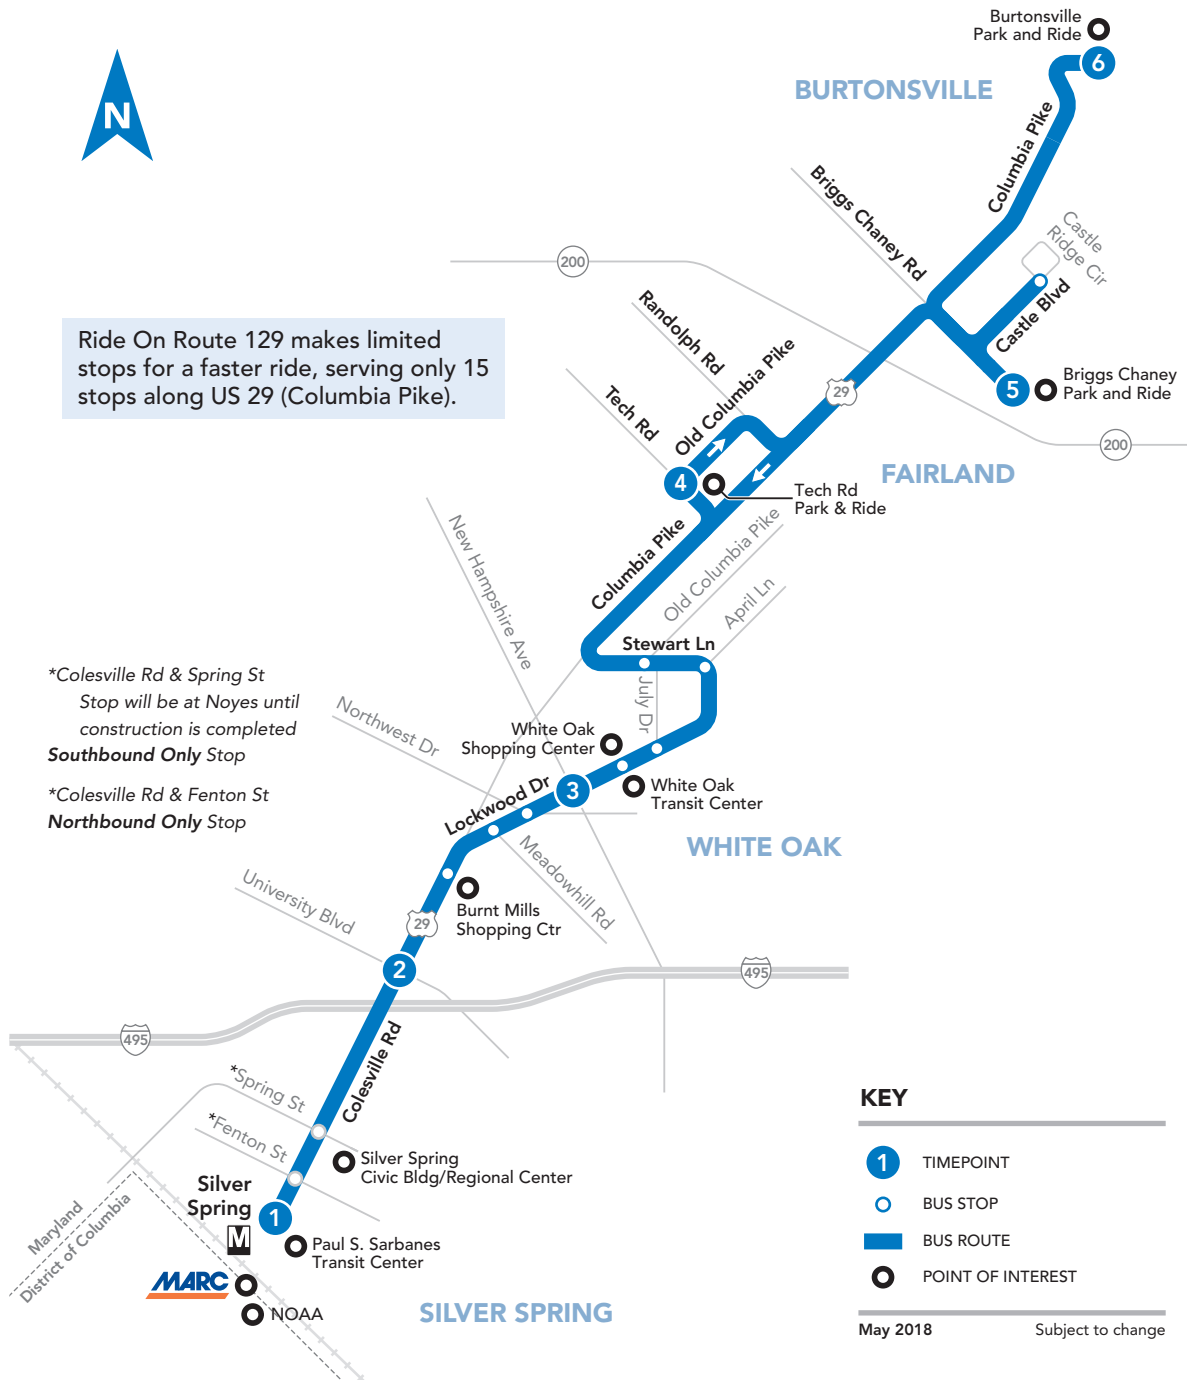 Burtonsville
Park and Ride
6
BURTONSVILLE
N
Columbia Pike
Briggs Chaney Rd
Castle
Ridge Cir
200
Castle Blvd
Randolph Rd
Ride On Route 129 makes limited
stops for a faster ride, serving only 15
stops along US 29 (Columbia Pike).
Old Columbia Pike
29
5
Briggs Chaney
Park and Ride
Tech Rd
200
FAIRLAND
4
Tech Rd
Park & Ride
Columbia Pike
Old Columbia Pike
New Hampshire Ave
April Ln
Stewart Ln
*Colesville Rd & Spring St
Stop will be at Noyes until
construction is completed
Southbound Only Stop
*Colesville Rd & Fenton St
Northbound Only Stop
July Dr
Northwest Dr
White Oak
Shopping Center
White Oak
Transit Center
3
Lockwood Dr
WHITE OAK
Meadowhill Rd
University Blvd
Burnt Mills
Shopping Ctr
29
2
495
495
Colesville Rd
*Spring St
*Fenton St
Silver Spring
Civic Bldg/Regional Center
Silver
Spring
1
M
Paul S. Sarbanes
Transit Center
Maryland
District of Columbia
MARC
NOAA
SILVER SPRING
KEY
1
TIMEPOINT
BUS STOP
BUS ROUTE
POINT OF INTEREST
May 2018
Subject to change